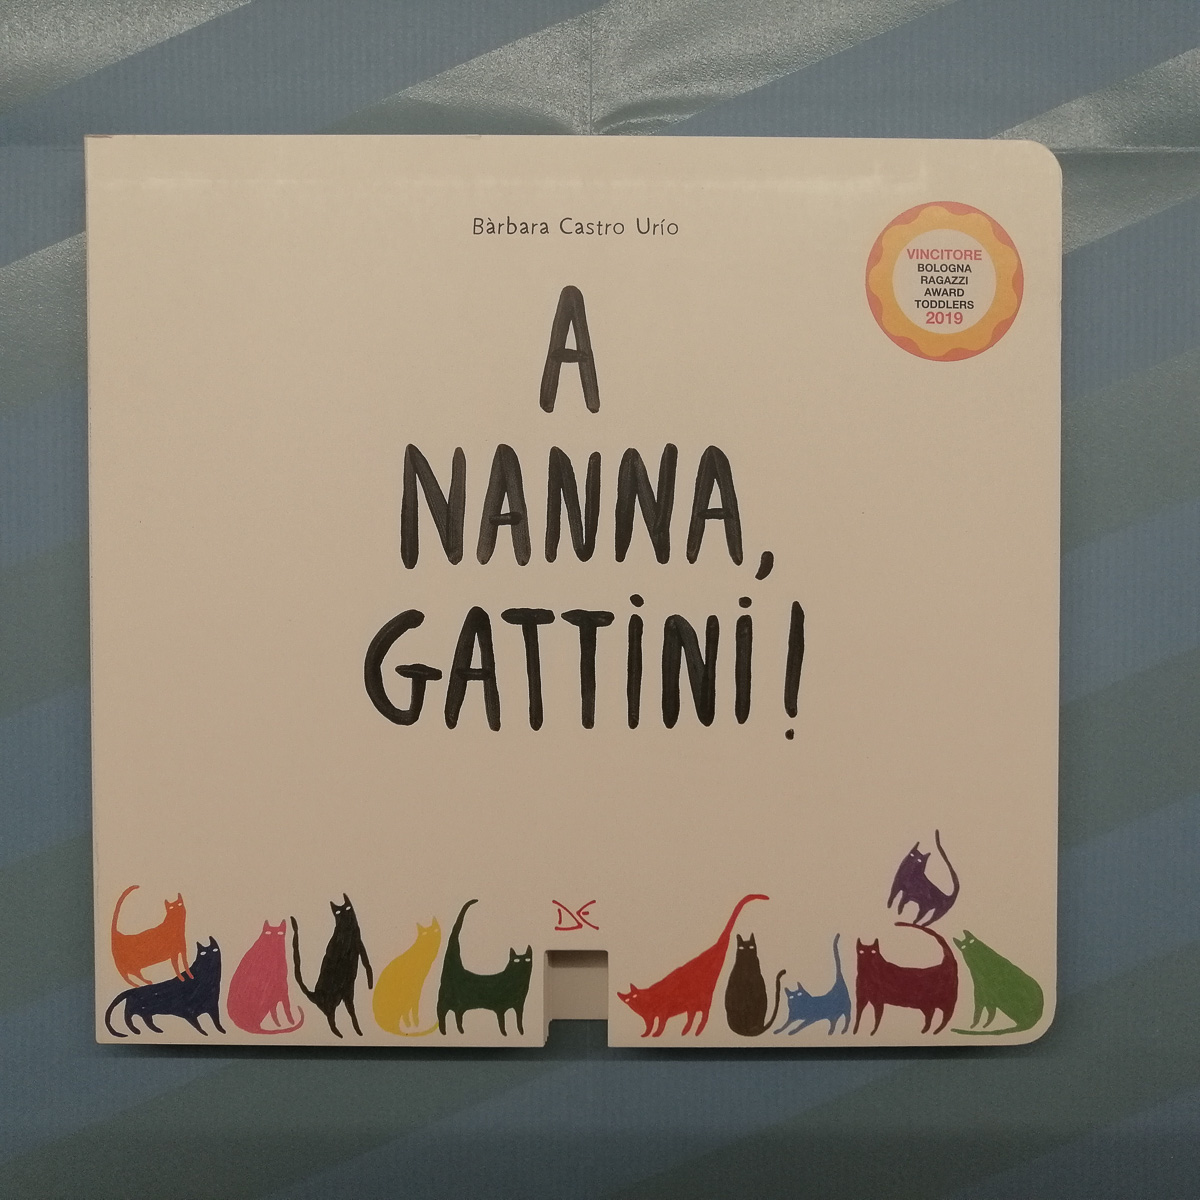 Bàrbara Castro Urío
VINCITORE
BOLOGNA
RAGAZZI
AWARD
TODDLERS
2019
A
NANNA,
GATTiNi!
DE